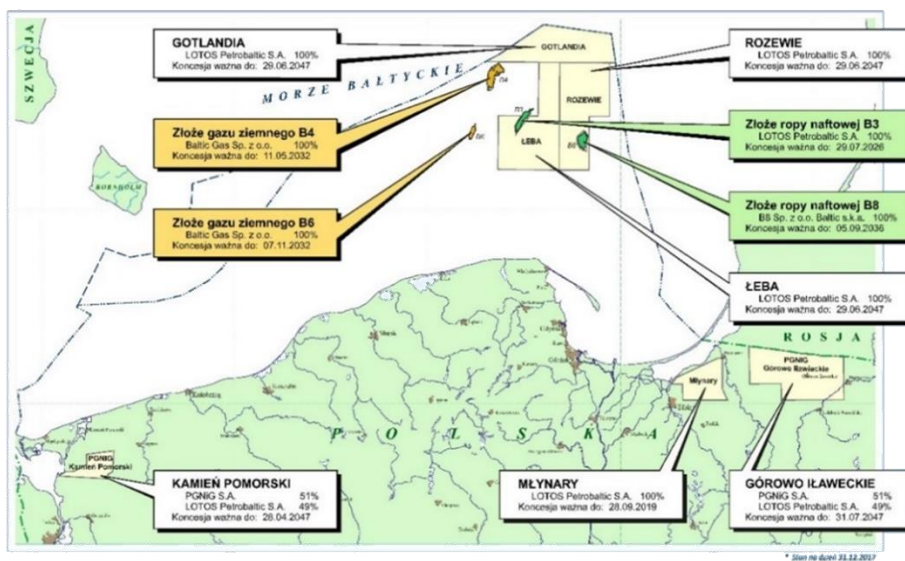 SZWECJA
GOTLANDIA
LOTOS Petrobaltic S.A. 100%
Koncesja ważna do: 29.06.2047
GOTLANDIA
ROZEWIE
LOTOS Petrobaltic S.A. 100%
Koncesja ważna do: 29.06.2047
MORZE BAŁTYCKIE
B4
ROZEWIE
Złoże gazu ziemnego B4
Baltic Gas Sp. z o.o. 100%
Koncesja ważna do: 11.05.2032
B3
Złoże ropy naftowej B3
LOTOS Petrobaltic S.A. 100%
Koncesja ważna do: 29.07.2026
B6
ŁEBA
B8
BORNHOLM
Złoże gazu ziemnego B6
Baltic Gas Sp. z o.o. 100%
Koncesja ważna do: 07.11.2032
Złoże ropy naftowej B8
B8 Sp. z o.o. Baltic s.k.a. 100%
Koncesja ważna do: 05.09.2036
ŁEBA
LOTOS Petrobaltic S.A. 100%
Koncesja ważna do: 29.06.2047
ROSJA
PGNIG
Górowo Iławeckie
Młynary
POLSKA
PGNIG
Kamień Pomorski
KAMIEŃ POMORSKI
PGNiG S.A. 51%
LOTOS Petrobaltic S.A. 49%
Koncesja ważna do: 28.04.2047
MŁYNARY
LOTOS Petrobaltic S.A. 100%
Koncesja ważna do: 28.09.2019
GÓROWO IŁAWECKIE
PGNiG S.A. 51%
LOTOS Petrobaltic S.A. 49%
Koncesja ważna do: 31.07.2047
* Stan na dzień 31.12.2017